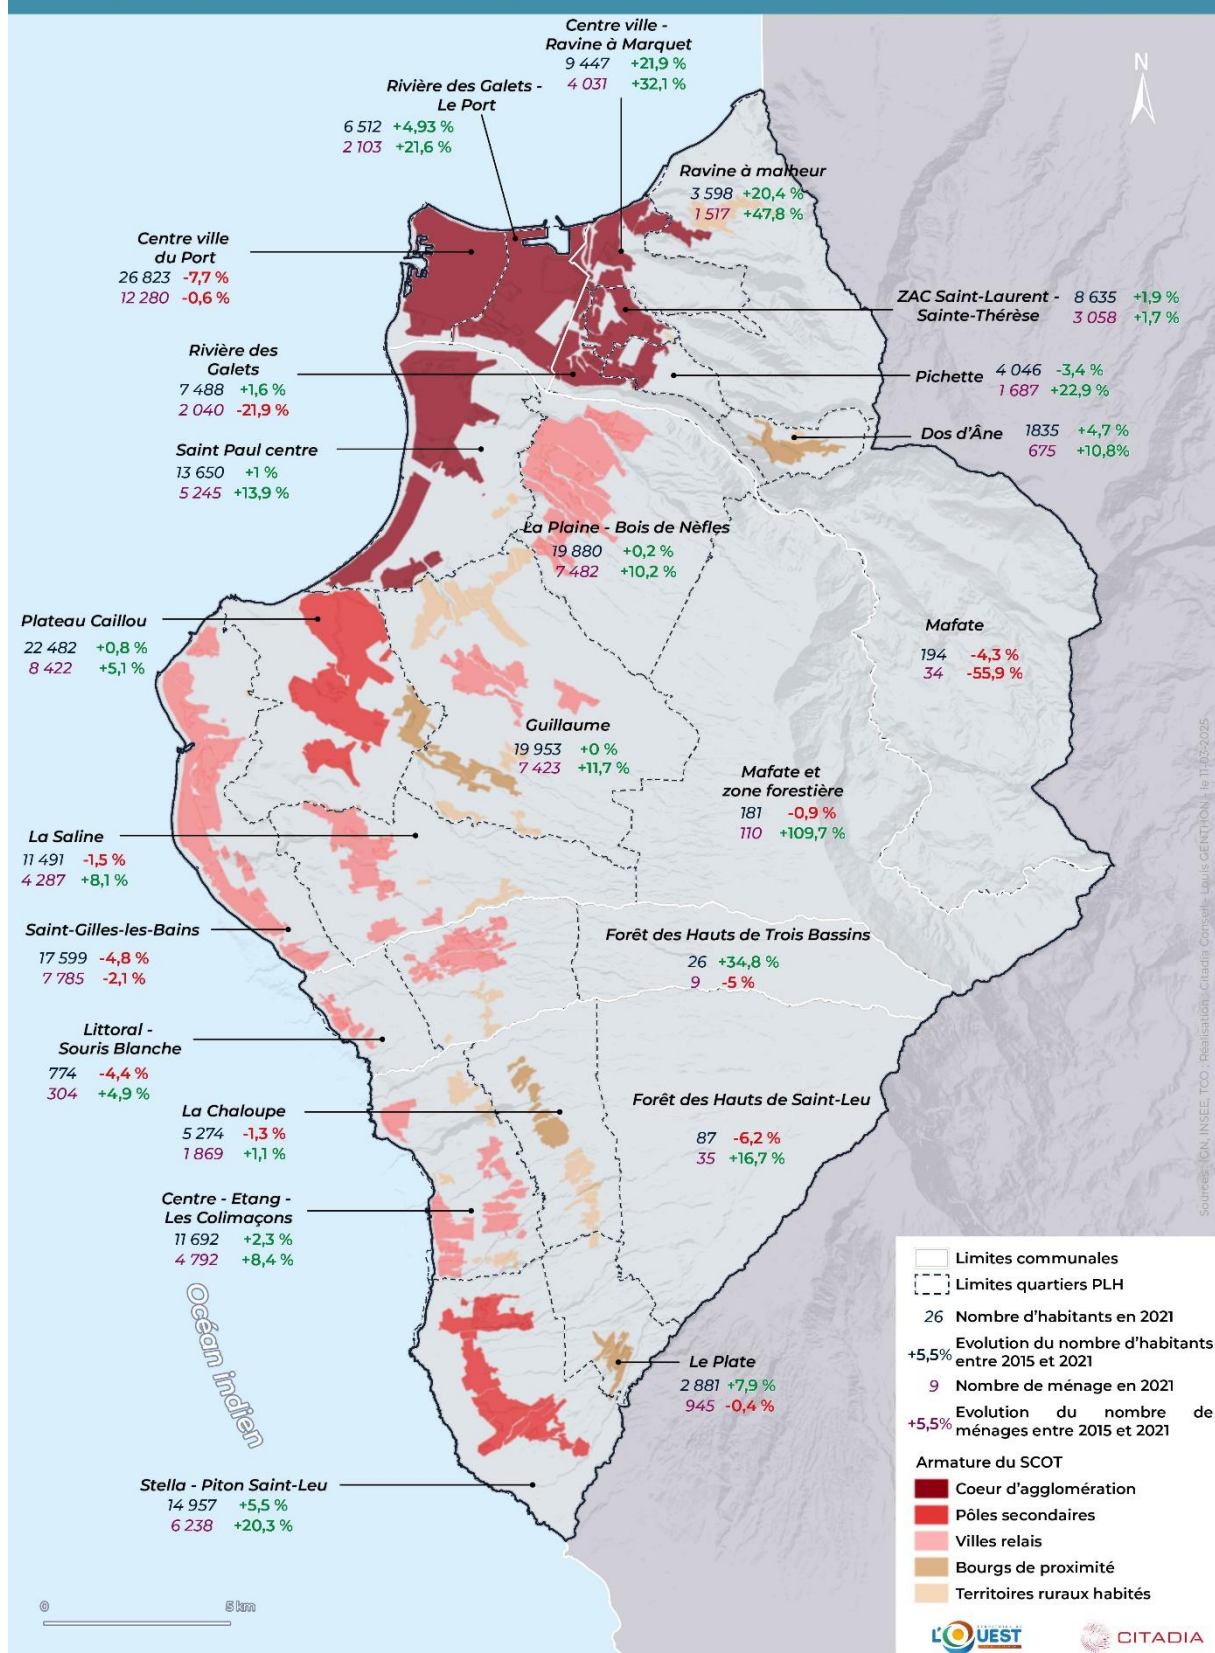 Centre ville -
Ravine à Marquet
9 447 +21,9 %
4 031 +32,1 %
N
Rivière des Galets -
Le Port
6 512 +4,93 %
2 103 +21,6 %
Ravine à malheur
3 598 +20,4 %
1 517 +47,8 %
Centre ville
du Port
26 823 -7,7 %
12 280 -0,6 %
ZAC Saint-Laurent -
Sainte-Thérèse
8 635 +1,9 %
3 058 +1,7 %
Rivière des
Galets
7 488 +1,6 %
2 040 -21,9 %
Pichette
4 046 -3,4 %
1 687 +22,9 %
Dos d'Âne
1835 +4,7 %
675 +10,8%
Saint Paul centre
13 650 +1 %
5 245 +13,9 %
La Plaine - Bois de Nèfles
19 880 +0,2 %
7 482 +10,2 %
Plateau Caillou
22 482 +0,8 %
8 422 +5,1 %
Mafate
194 -4,3 %
34 -55,9 %
Guillaume
19 953 +0 %
7 423 +11,7 %
Mafate et
zone forestière
181 -0,9 %
110 +109,7 %
La Saline
11 491 -1,5 %
4 287 +8,1 %
Saint-Gilles-les-Bains
17 599 -4,8 %
7 785 -2,1 %
Forêt des Hauts de Trois Bassins
26 +34,8 %
9 -5 %
Littoral -
Souris Blanche
774 -4,4 %
304 +4,9 %
La Chaloupe
5 274 -1,3 %
1 869 +1,1 %
Forêt des Hauts de Saint-Leu
87 -6,2 %
35 +16,7 %
Centre - Etang -
Les Colimaçons
11 692 +2,3 %
4 792 +8,4 %
Océan indien
Le Plate
2 881 +7,9 %
945 -0,4 %
Stella - Piton Saint-Leu
14 957 +5,5 %
6 238 +20,3 %
0 5 km
Sources : IGN, INSEE, TCO ; Réalisation : Citadia Conseil - Louis GENTHON - le 11-03-2025
Limites communales
Limites quartiers PLH
26 Nombre d'habitants en 2021
+5,5% Evolution du nombre d'habitants
entre 2015 et 2021
9 Nombre de ménage en 2021
+5,5% Evolution du nombre de
ménages entre 2015 et 2021
Armature du SCOT
Coeur d'agglomération
Pôles secondaires
Villes relais
Bourgs de proximité
Territoires ruraux habités
L'OUEST
CITADIA